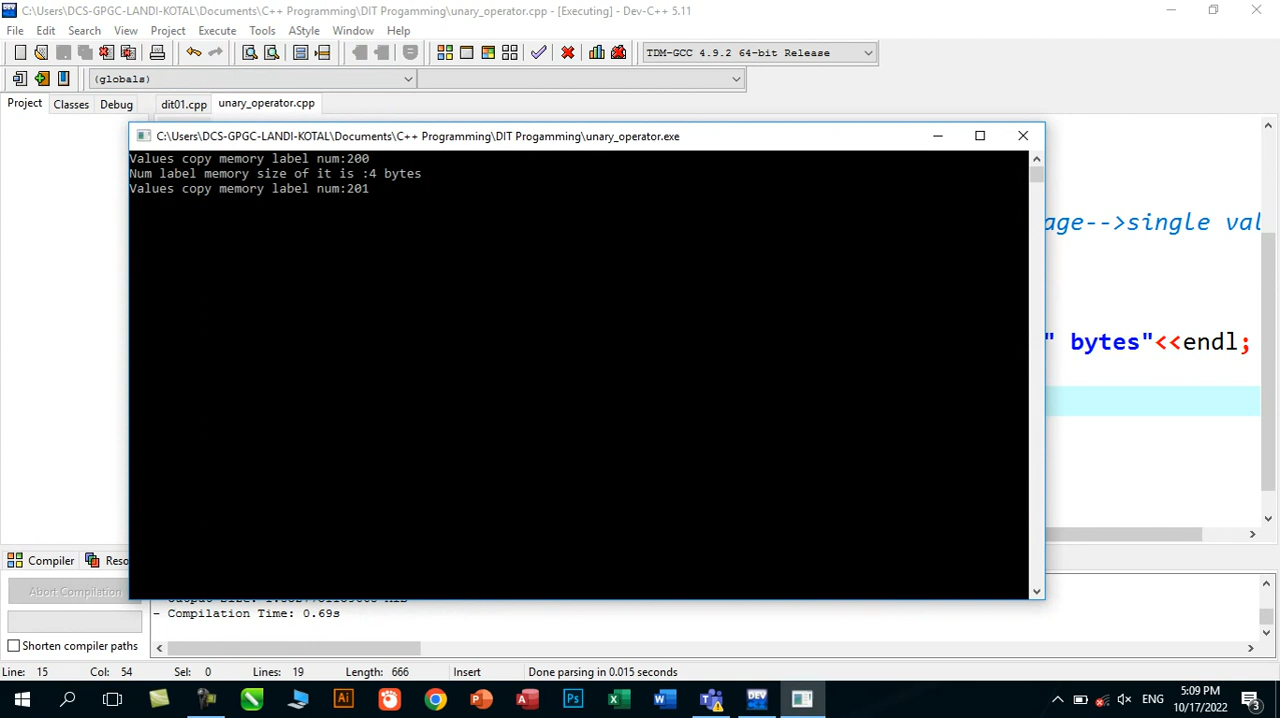 C:\Users\DCS-GPGC-LANDI-KOTAL\Documents\C++ Programming\DIT Progamming\unary_operator.cpp - [Executing] - Dev-C++ 5.11
File Edit Search View Project Execute Tools AStyle Window Help
TDM-GCC 4.9.2 64-bit Release
(globals)
Project Classes Debug dit01.cpp unary_operator.cpp
C:\Users\DCS-GPGC-LANDI-KOTAL\Documents\C++ Programming\DIT Progamming\unary_operator.exe
Values copy memory label num:200
Num label memory size of it is :4 bytes
Values copy memory label num:201
age-->single val
" bytes"<<endl;
Compiler Reso
Abort Compilation
- Compilation Time: 0.69s
Shorten compiler paths
Line: 15 Col: 54 Sel: 0 Lines: 19 Length: 666 Insert Done parsing in 0.015 seconds
ENG 5:09 PM
10/17/2022